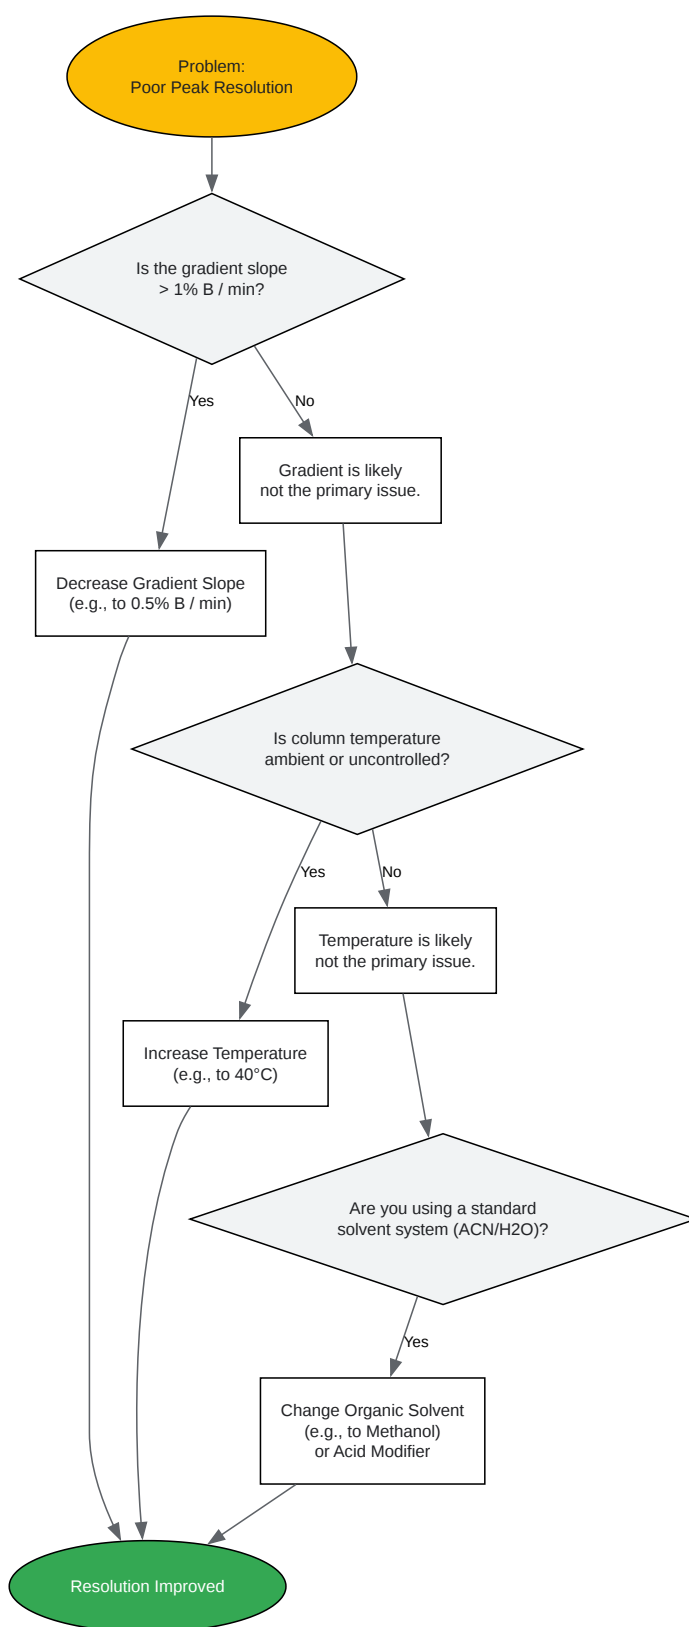 Problem:
Poor Peak Resolution
Is the gradient slope
> 1% B / min?
Yes
No
Gradient is likely
not the primary issue.
Decrease Gradient Slope
(e.g., to 0.5% B / min)
Is column temperature
ambient or uncontrolled?
Yes
No
Temperature is likely
not the primary issue.
Increase Temperature
(e.g., to 40°C)
Are you using a standard
solvent system (ACN/H2O)?
Yes
Change Organic Solvent
(e.g., to Methanol)
or Acid Modifier
Resolution Improved